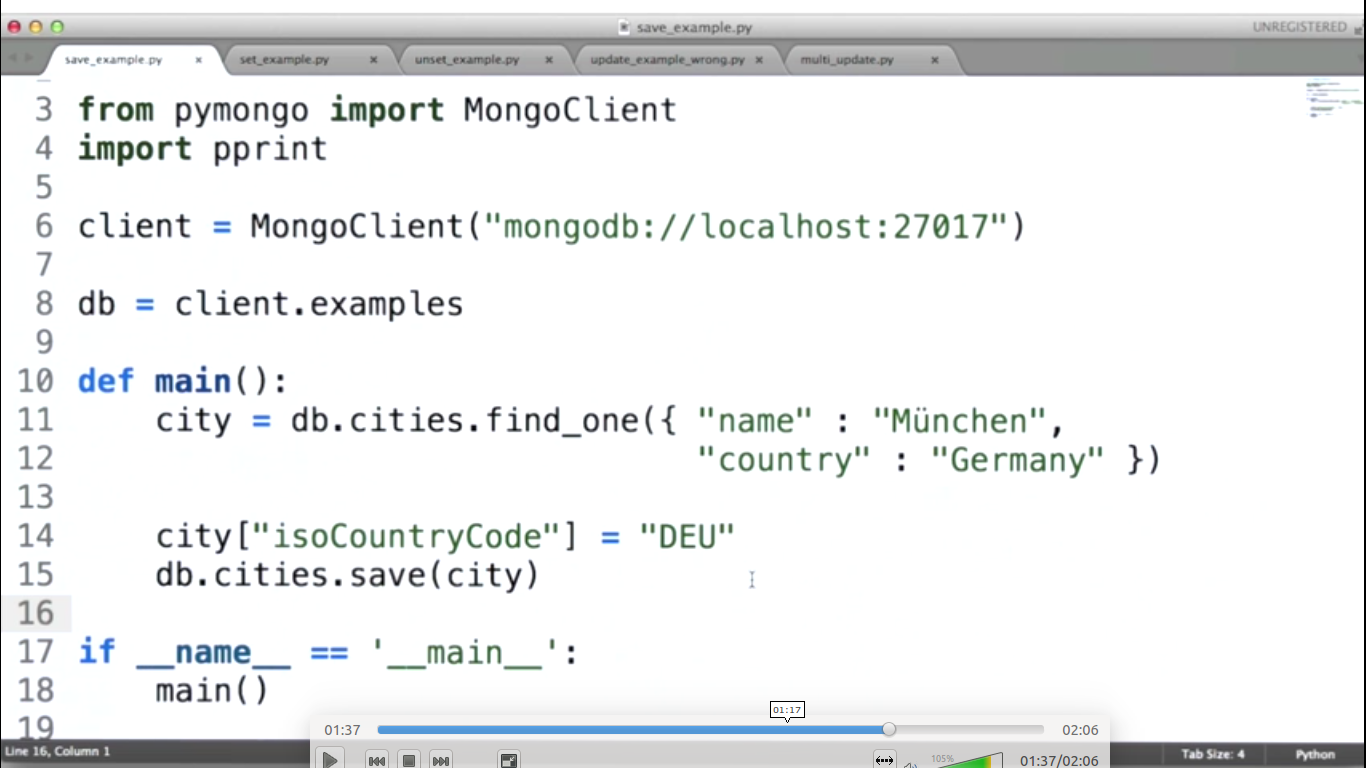 save_example.py
UNREGISTERED
save_example.py × set_example.py × unset_example.py × update_example_wrong.py × multi_update.py ×
3 from pymongo import MongoClient
4 import pprint
5
6 client = MongoClient("mongodb://localhost:27017")
7
8 db = client.examples
9
10 def main():
11     city = db.cities.find_one({ "name" : "München",
12                                 "country" : "Germany" })
13
14     city["isoCountryCode"] = "DEU"
15     db.cities.save(city)
16
17 if __name__ == '__main__':
18     main()
19
01:17
01:37 02:06
Line 16, Column 1
Tab Size: 4 Python
105% 01:37/02:06